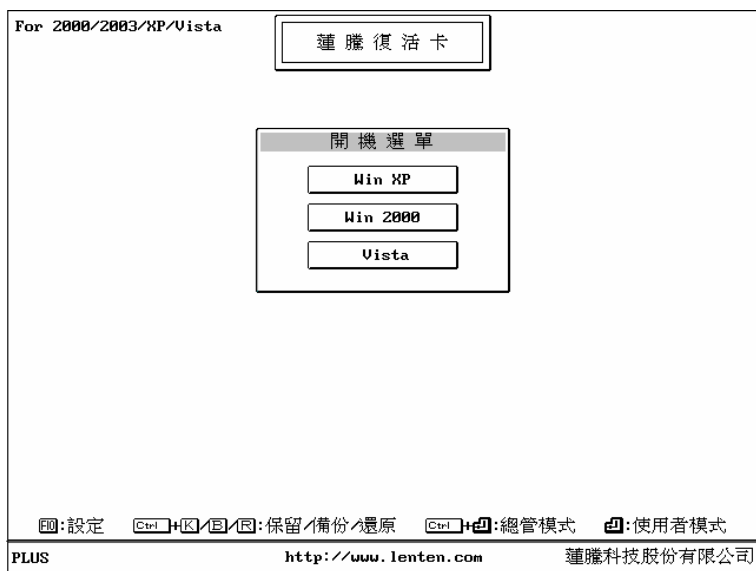 For 2000/2003/XP/Vista
蓮騰復活卡
開機選單
Win XP
Win 2000
Vista
F10:設定 Ctrl+K/B/R:保留/備份/還原 Ctrl+↵:總管模式 ↵:使用者模式
PLUS http://www.lenten.com 蓮騰科技股份有限公司